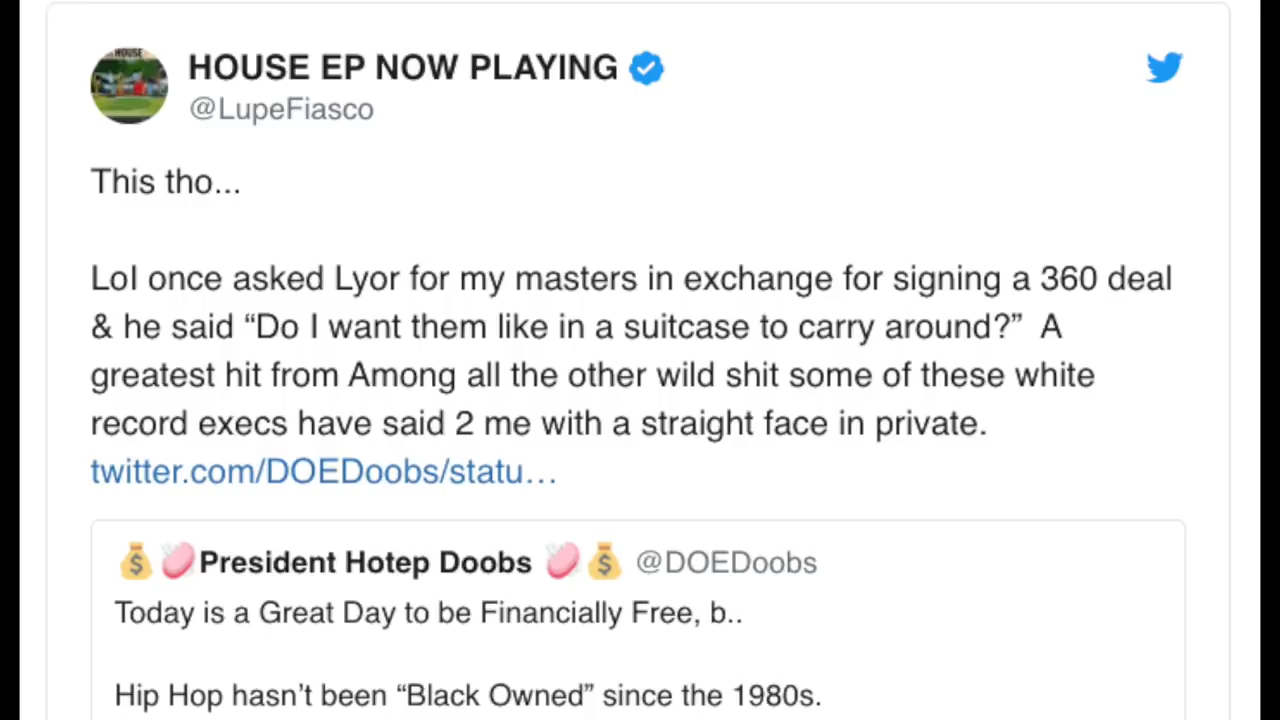 HOUSE
HOUSE EP NOW PLAYING
@LupeFiasco
This tho...
Lol once asked Lyor for my masters in exchange for signing a 360 deal
& he said “Do I want them like in a suitcase to carry around?” A
greatest hit from Among all the other wild shit some of these white
record execs have said 2 me with a straight face in private.
twitter.com/DOEDoobs/statu…
President Hotep Doobs @DOEDoobs
Today is a Great Day to be Financially Free, b..
Hip Hop hasn’t been “Black Owned” since the 1980s.